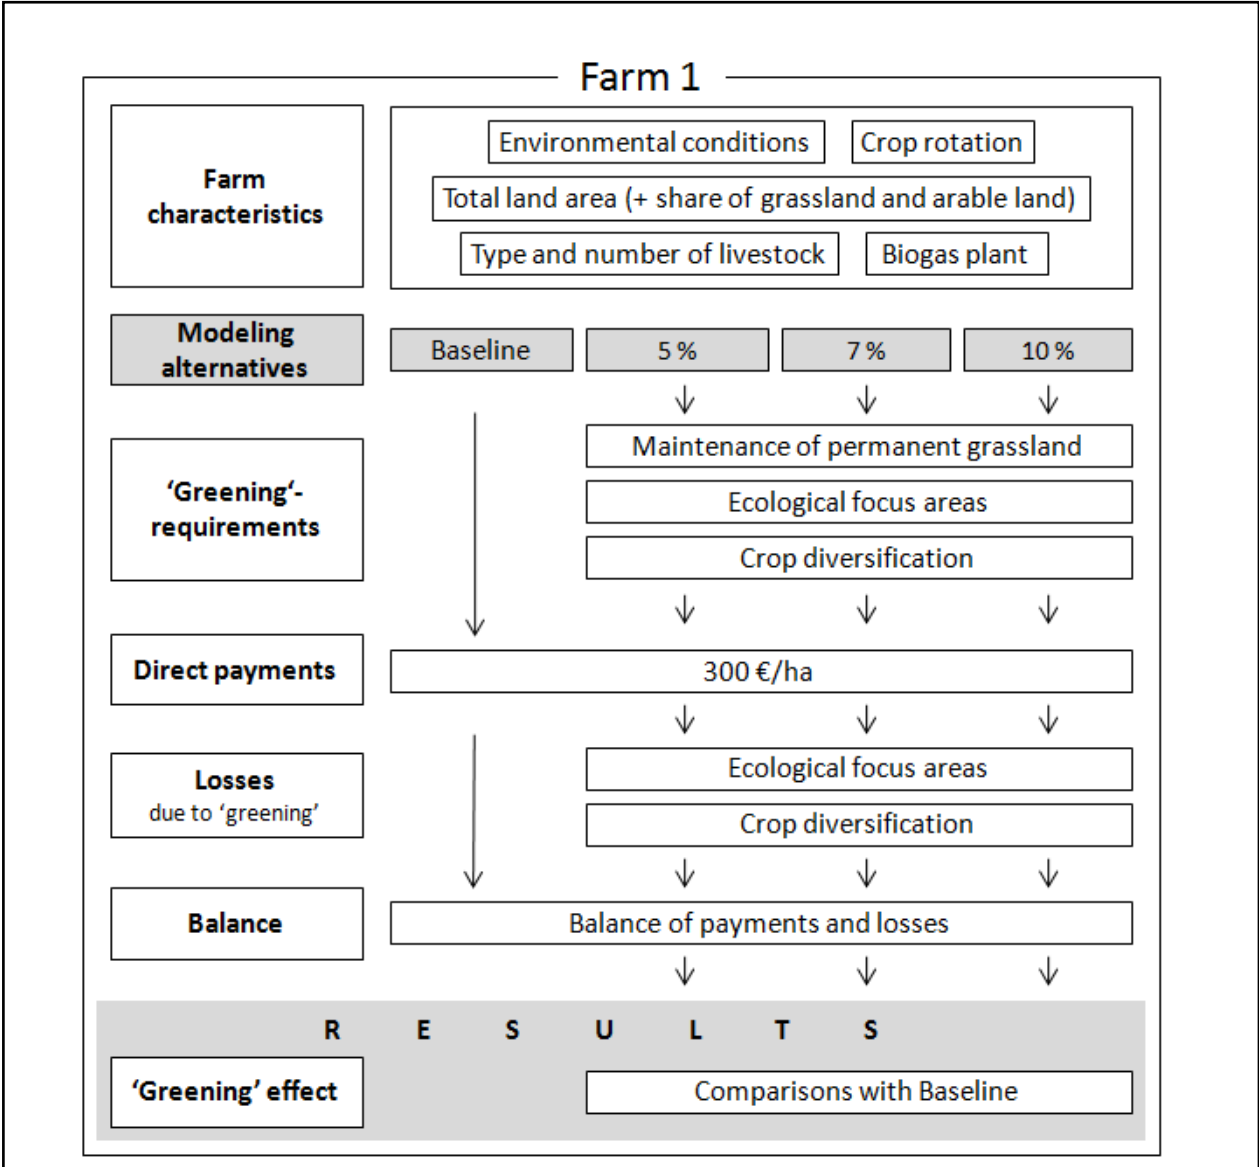 Farm 1
Farm
characteristics
Environmental conditions
Crop rotation
Total land area (+ share of grassland and arable land)
Type and number of livestock
Biogas plant
Modeling
alternatives
Baseline
5 %
7 %
10 %
‘Greening‘-
requirements
Maintenance of permanent grassland
Ecological focus areas
Crop diversification
Direct payments
300 €/ha
Losses
due to ‘greening’
Ecological focus areas
Crop diversification
Balance
Balance of payments and losses
R E S U L T S
‘Greening’ effect
Comparisons with Baseline